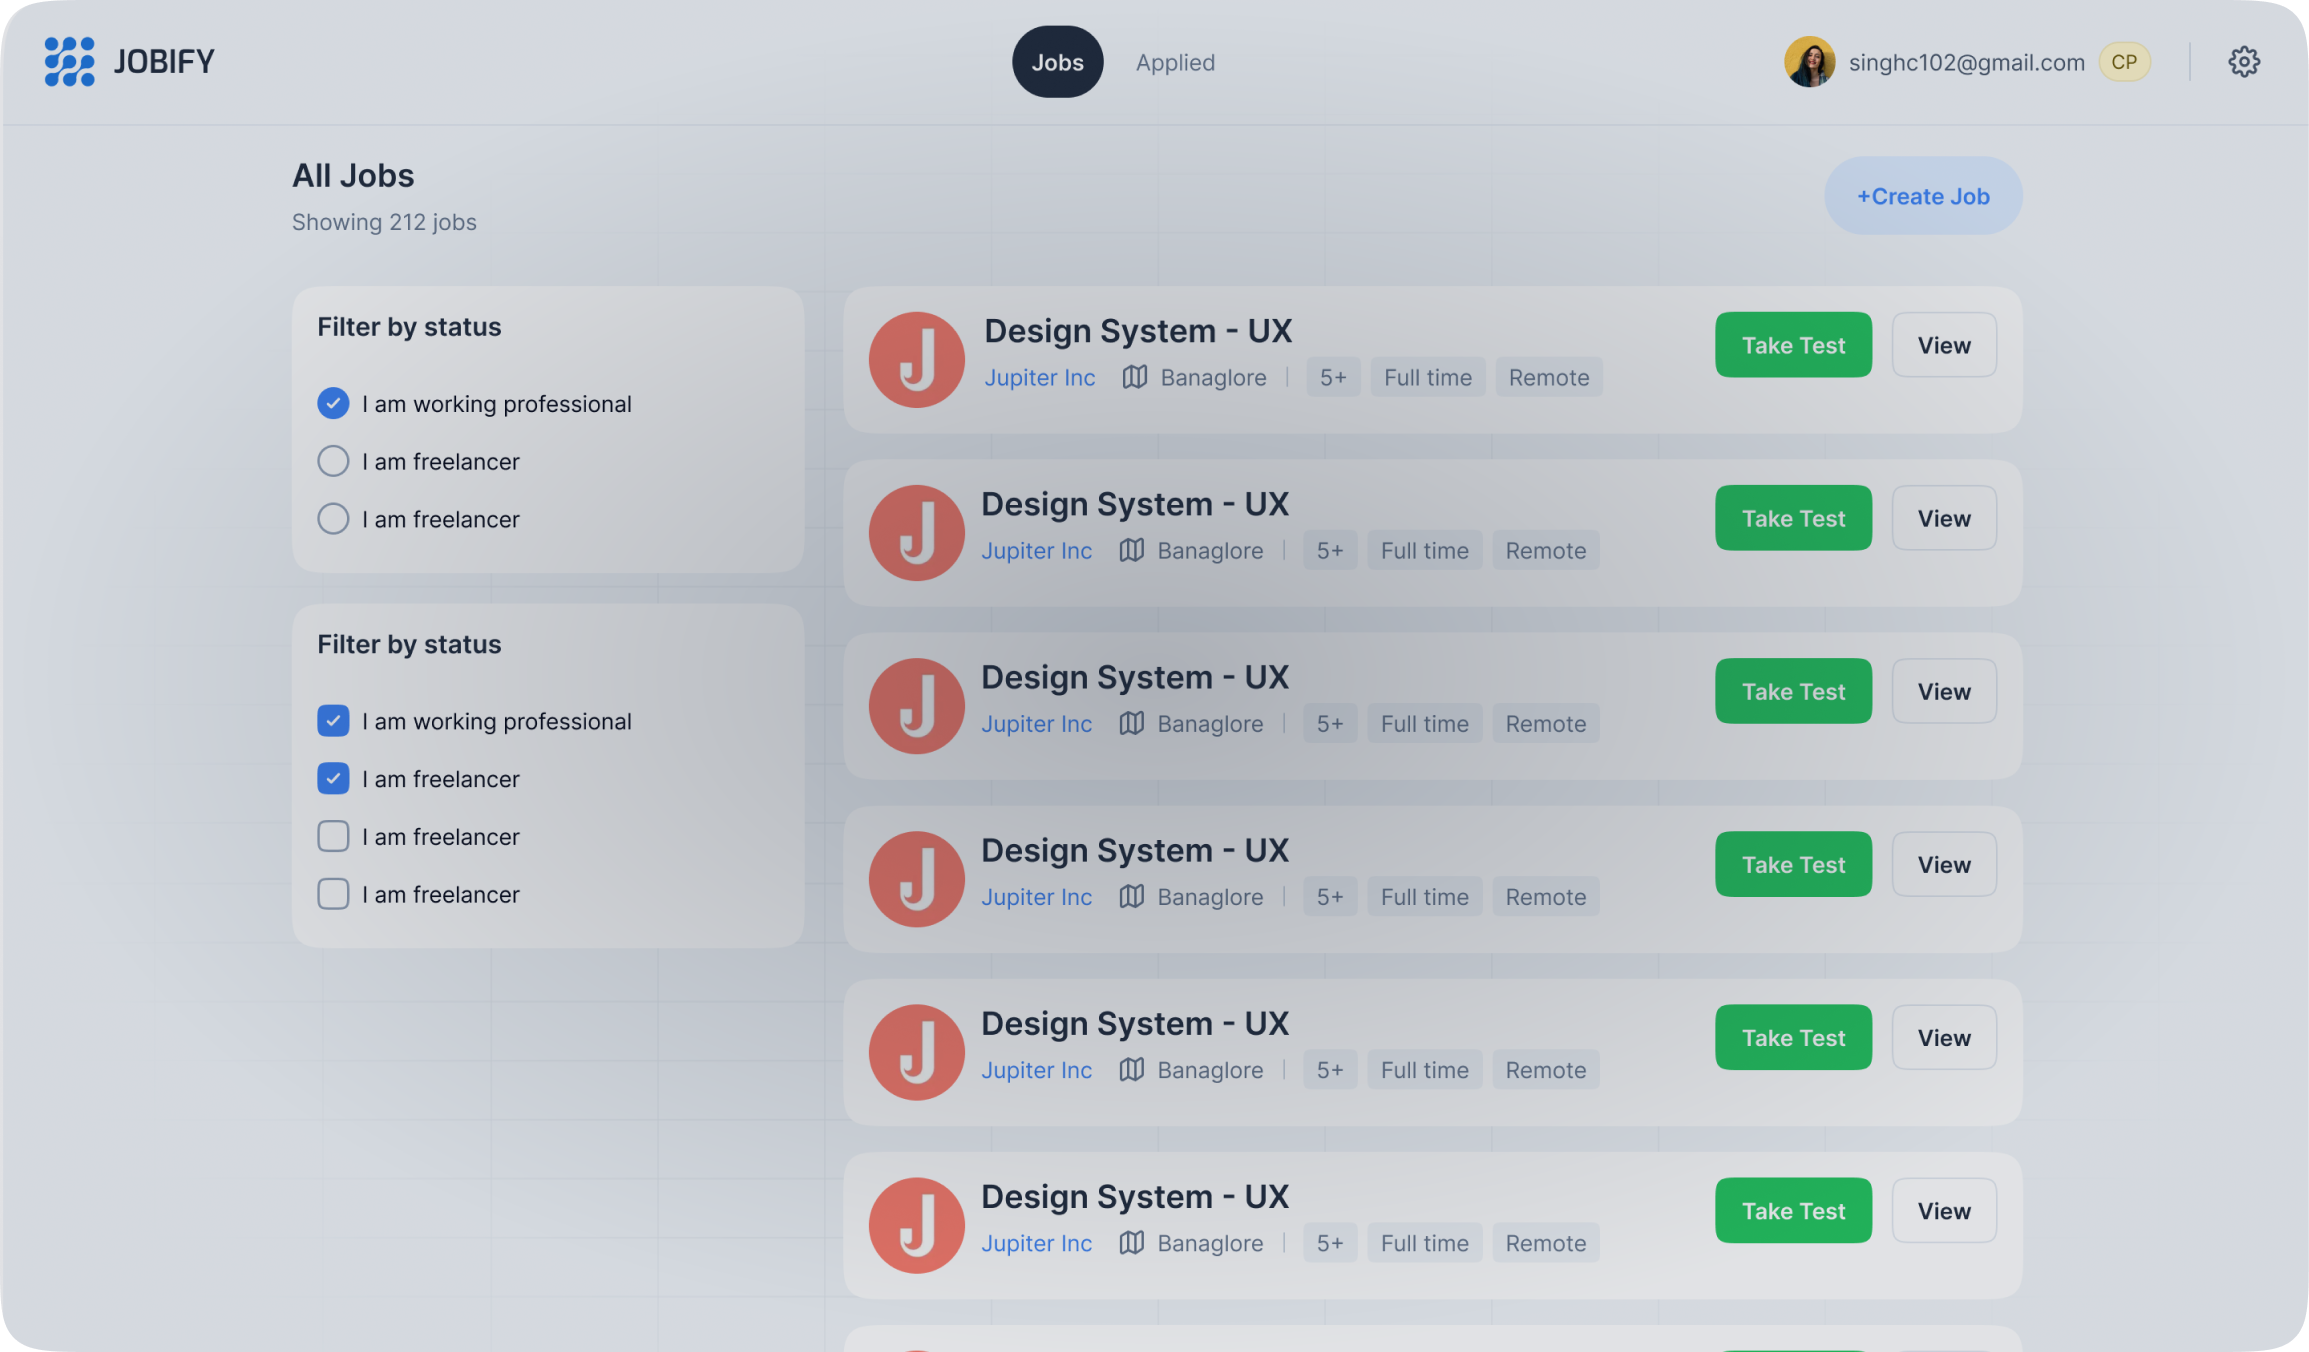 JOBIFY
Jobs
Applied
singhc102@gmail.com
CP
All Jobs
Showing 212 jobs
+Create Job
Filter by status
I am working professional
I am freelancer
I am freelancer
Filter by status
I am working professional
I am freelancer
I am freelancer
I am freelancer
J
Design System - UX
Jupiter Inc Banaglore 5+ Full time Remote
Take Test
View
J
Design System - UX
Jupiter Inc Banaglore 5+ Full time Remote
Take Test
View
J
Design System - UX
Jupiter Inc Banaglore 5+ Full time Remote
Take Test
View
J
Design System - UX
Jupiter Inc Banaglore 5+ Full time Remote
Take Test
View
J
Design System - UX
Jupiter Inc Banaglore 5+ Full time Remote
Take Test
View
J
Design System - UX
Jupiter Inc Banaglore 5+ Full time Remote
Take Test
View